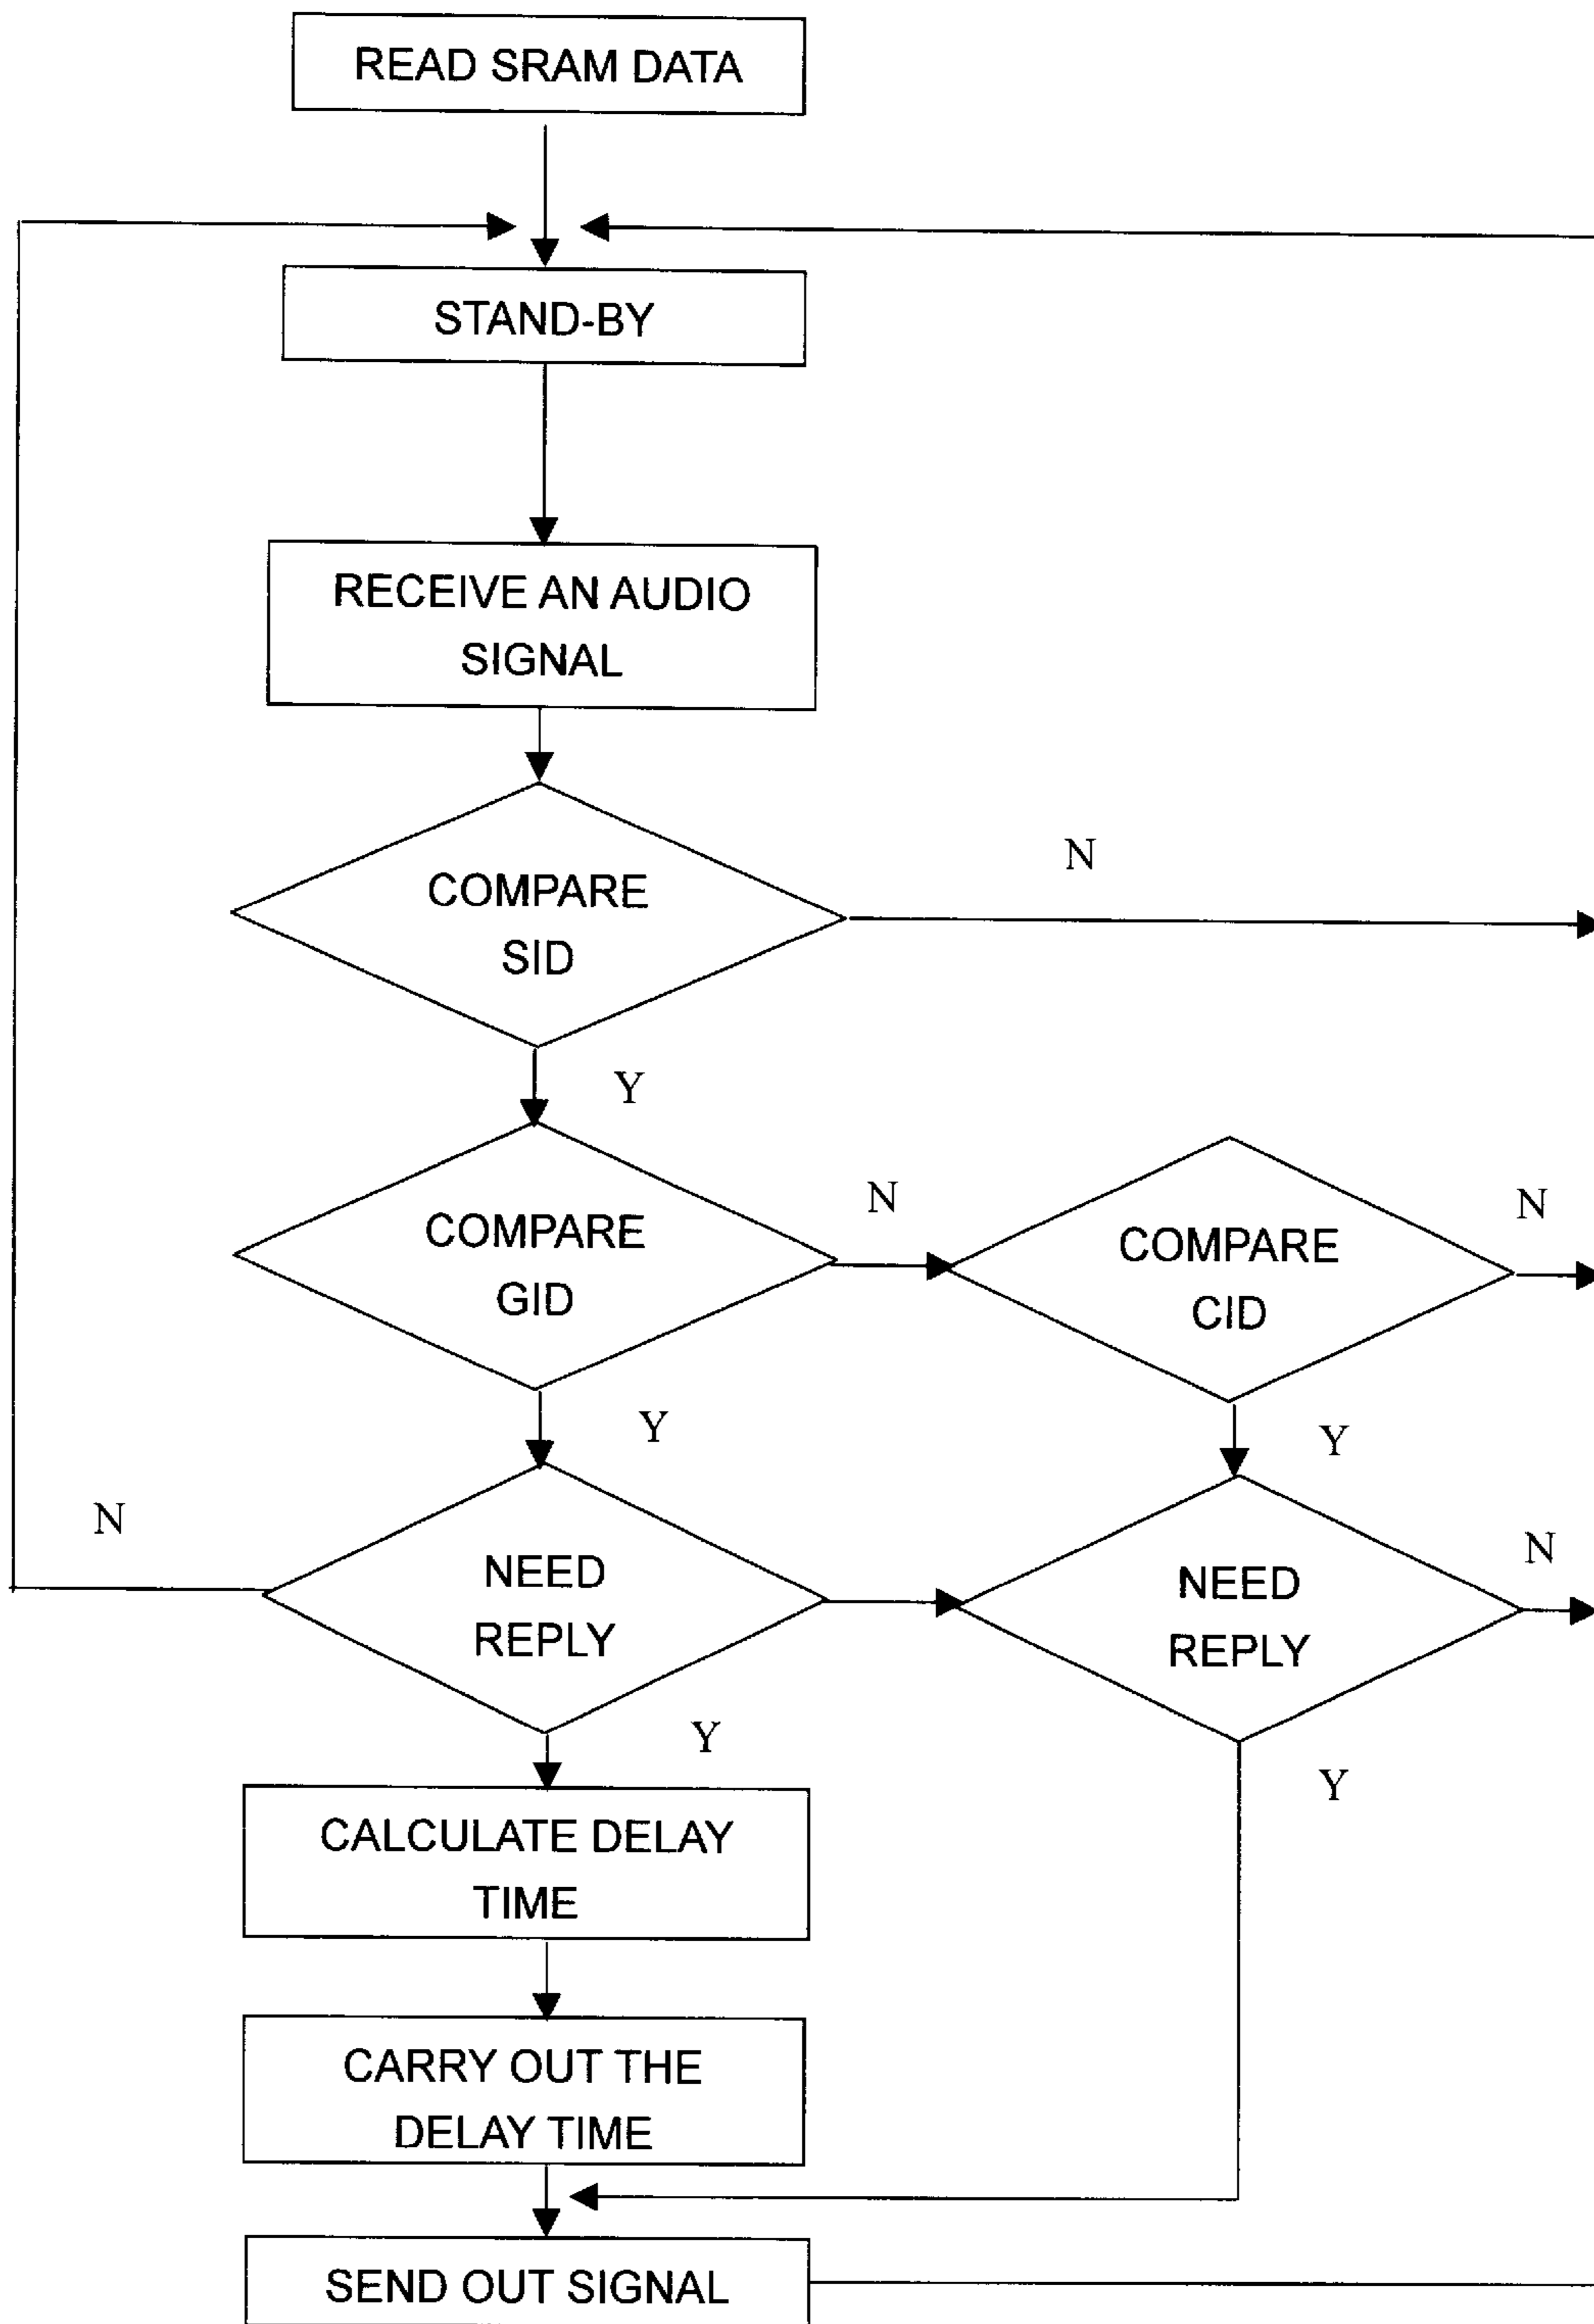 READ SRAM DATA
STAND-BY
RECEIVE AN AUDIO
SIGNAL
COMPARE
SID
N
Y
COMPARE
GID
N
COMPARE
CID
N
Y
Y
NEED
REPLY
N
NEED
REPLY
N
Y
Y
CALCULATE DELAY
TIME
CARRY OUT THE
DELAY TIME
SEND OUT SIGNAL